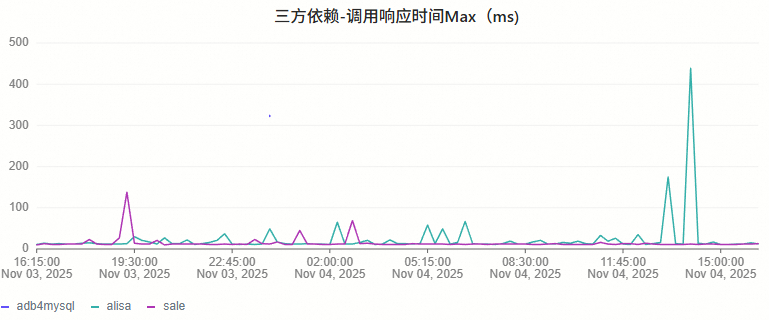 三方依赖-调用响应时间Max（ms)
500
400
300
200
100
0
16:15:00 19:30:00 22:45:00 02:00:00 05:15:00 08:30:00 11:45:00 15:00:00
Nov 03, 2025 Nov 03, 2025 Nov 03, 2025 Nov 04, 2025 Nov 04, 2025 Nov 04, 2025 Nov 04, 2025 Nov 04, 2025
adb4mysql alisa sale